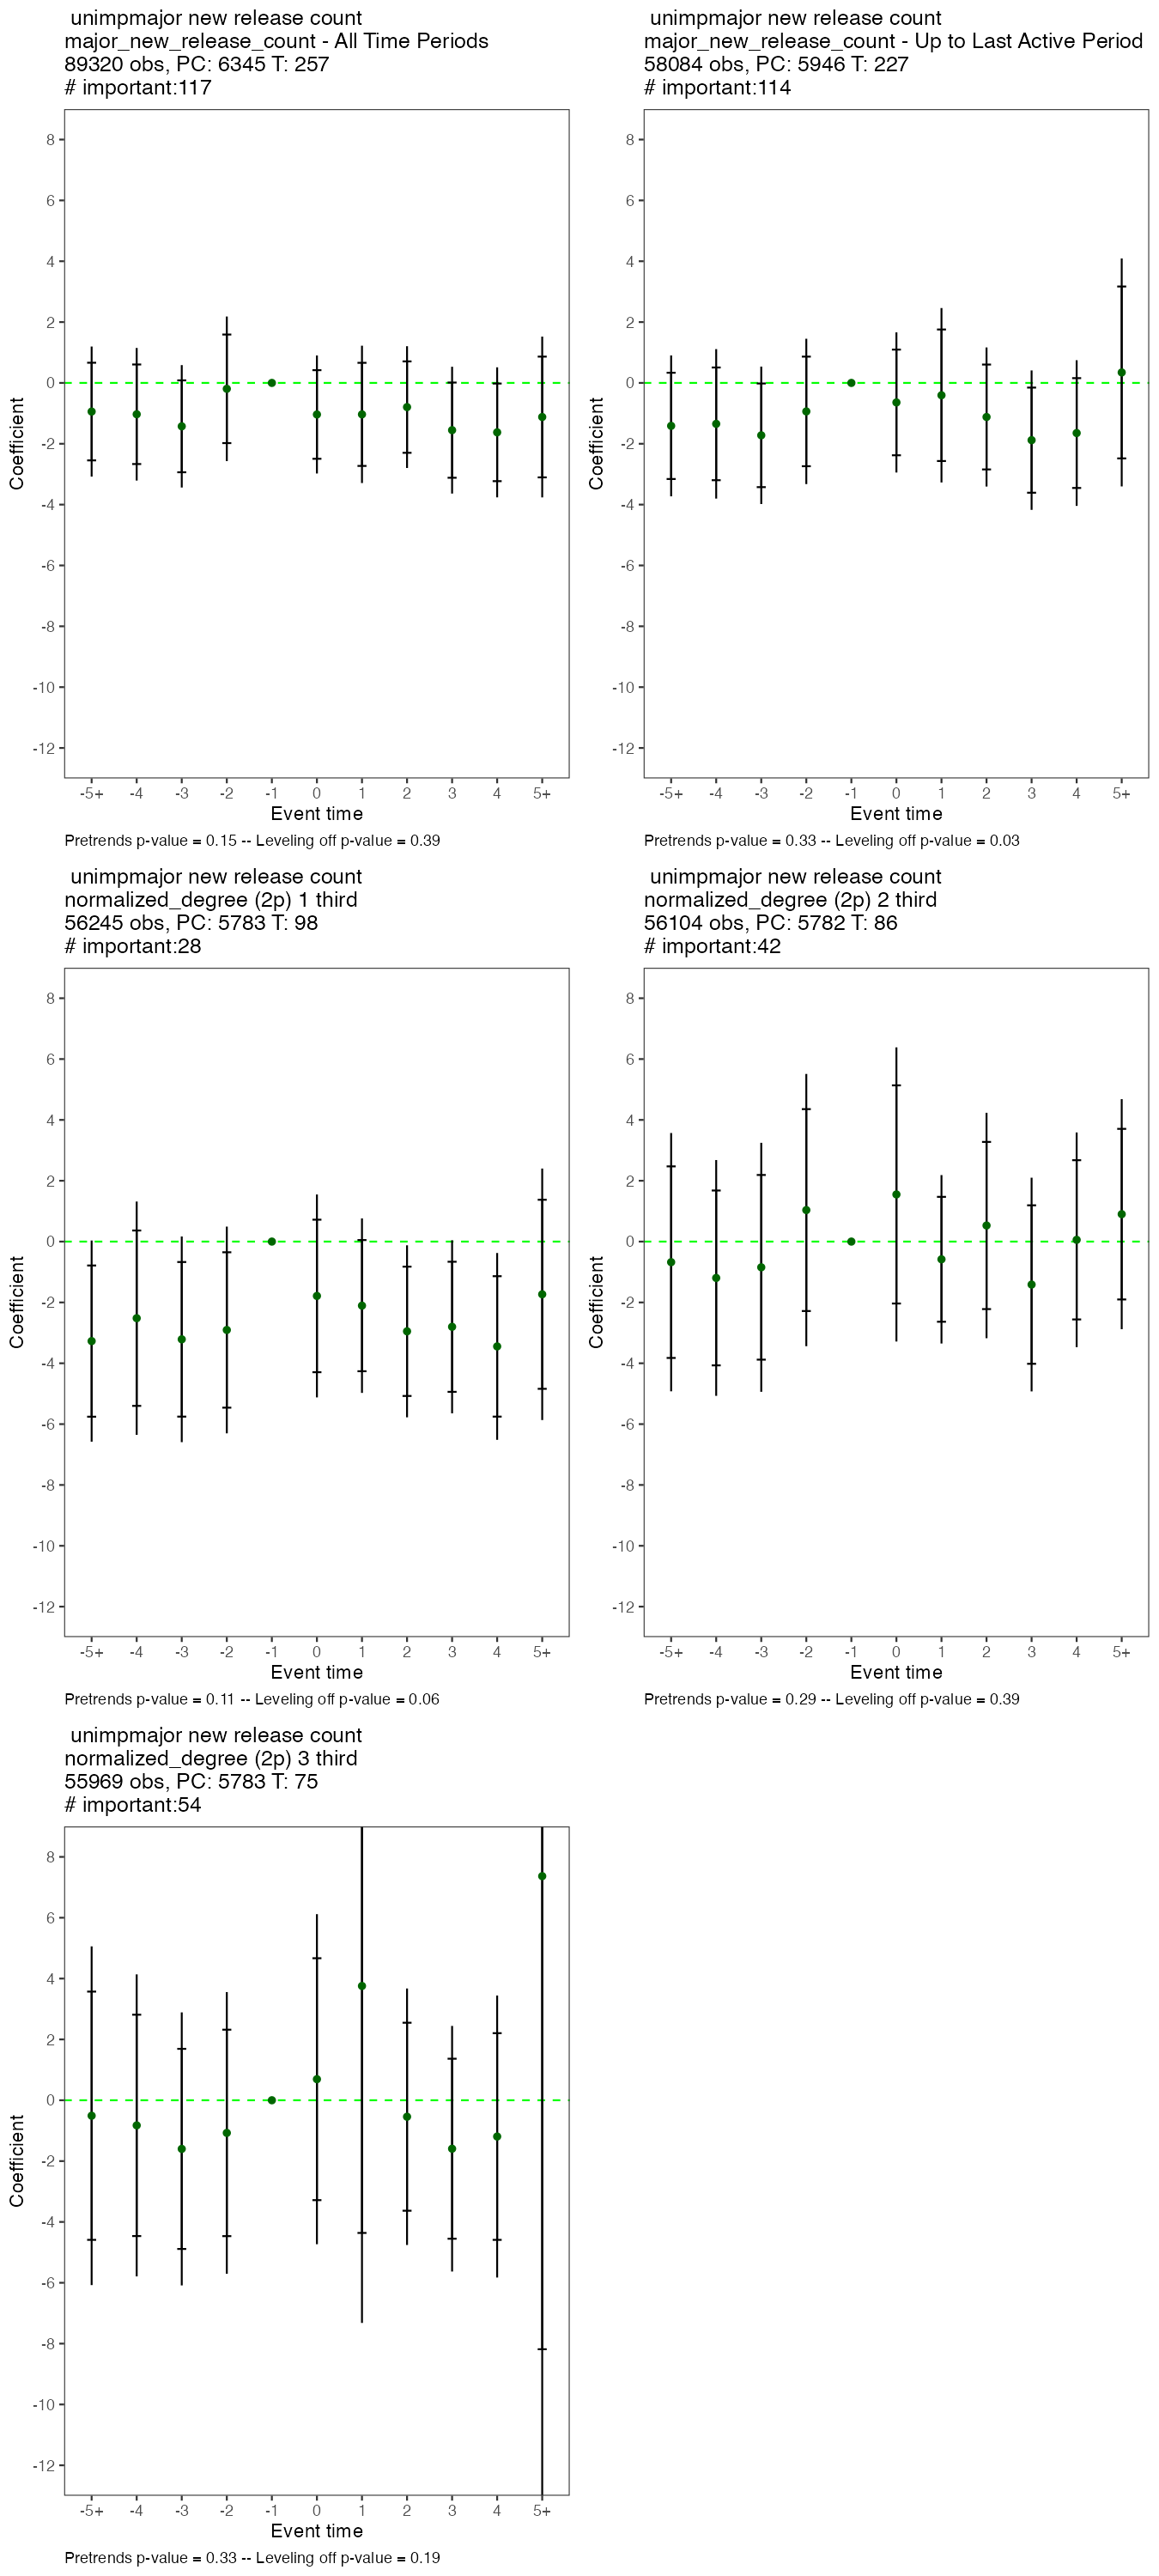 unimpmajor new release count
major_new_release_count - All Time Periods
89320 obs, PC: 6345 T: 257
# important:117
8
6
4
2
0
-2
-4
-6
-8
-10
-12
Coefficient
-5+ -4 -3 -2 -1 0 1 2 3 4 5+
Event time
Pretrends p-value = 0.15 -- Leveling off p-value = 0.39
unimpmajor new release count
major_new_release_count - Up to Last Active Period
58084 obs, PC: 5946 T: 227
# important:114
8
6
4
2
0
-2
-4
-6
-8
-10
-12
Coefficient
-5+ -4 -3 -2 -1 0 1 2 3 4 5+
Event time
Pretrends p-value = 0.33 -- Leveling off p-value = 0.03
unimpmajor new release count
normalized_degree (2p) 1 third
56245 obs, PC: 5783 T: 98
# important:28
8
6
4
2
0
-2
-4
-6
-8
-10
-12
Coefficient
-5+ -4 -3 -2 -1 0 1 2 3 4 5+
Event time
Pretrends p-value = 0.11 -- Leveling off p-value = 0.06
unimpmajor new release count
normalized_degree (2p) 2 third
56104 obs, PC: 5782 T: 86
# important:42
8
6
4
2
0
-2
-4
-6
-8
-10
-12
Coefficient
-5+ -4 -3 -2 -1 0 1 2 3 4 5+
Event time
Pretrends p-value = 0.29 -- Leveling off p-value = 0.39
unimpmajor new release count
normalized_degree (2p) 3 third
55969 obs, PC: 5783 T: 75
# important:54
8
6
4
2
0
-2
-4
-6
-8
-10
-12
Coefficient
-5+ -4 -3 -2 -1 0 1 2 3 4 5+
Event time
Pretrends p-value = 0.33 -- Leveling off p-value = 0.19